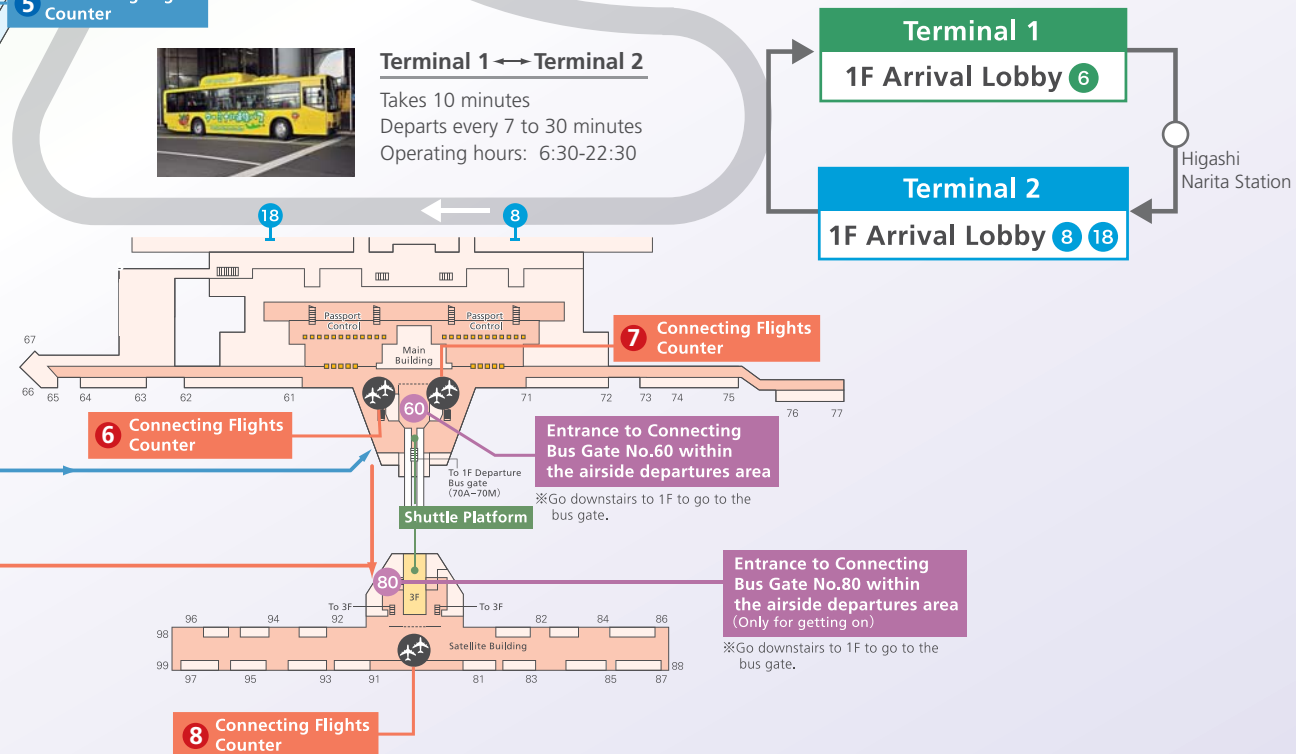 5
Counter
Terminal 1 ←→ Terminal 2
Takes 10 minutes
Departs every 7 to 30 minutes
Operating hours: 6:30-22:30
Terminal 1
1F Arrival Lobby 6
Higashi
Narita Station
Terminal 2
1F Arrival Lobby 8 18
18
8
Passport
Control
Passport
Control
Main
Building
7 Connecting Flights
Counter
67
66
65
64
63
62
61
71
72
73
74
75
76
77
60
6 Connecting Flights
Counter
Entrance to Connecting
Bus Gate No.60 within
the airside departures area
※Go downstairs to 1F to go to the
bus gate.
To 1F Departure
Bus gate
(70A–70M)
Shuttle Platform
80
3F
To 3F
To 3F
Entrance to Connecting
Bus Gate No.80 within
the airside departures area
(Only for getting on)
※Go downstairs to 1F to go to the
bus gate.
96
94
92
82
84
86
98
Satellite Building
99
88
97
95
93
91
81
83
85
87
8 Connecting Flights
Counter